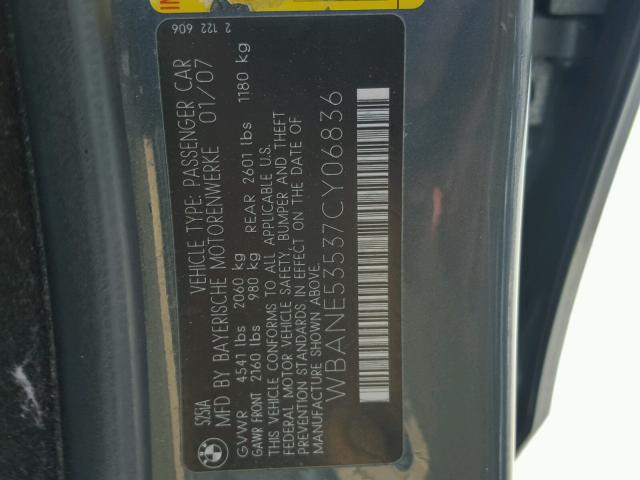 525iA VEHICLE TYPE: PASSENGER CAR
MFD BY BAYERISCHE MOTORENWERKE 01/07
GVWR 4541 lbs 2060 kg
GAWR FRONT 2160 lbs 980 kg REAR 2601 lbs 1180 kg
THIS VEHICLE CONFORMS TO ALL APPLICABLE U.S.
FEDERAL MOTOR VEHICLE SAFETY, BUMPER AND THEFT
PREVENTION STANDARDS IN EFFECT ON THE DATE OF
MANUFACTURE SHOWN ABOVE.
WBANE53537CY06836
2 122 606